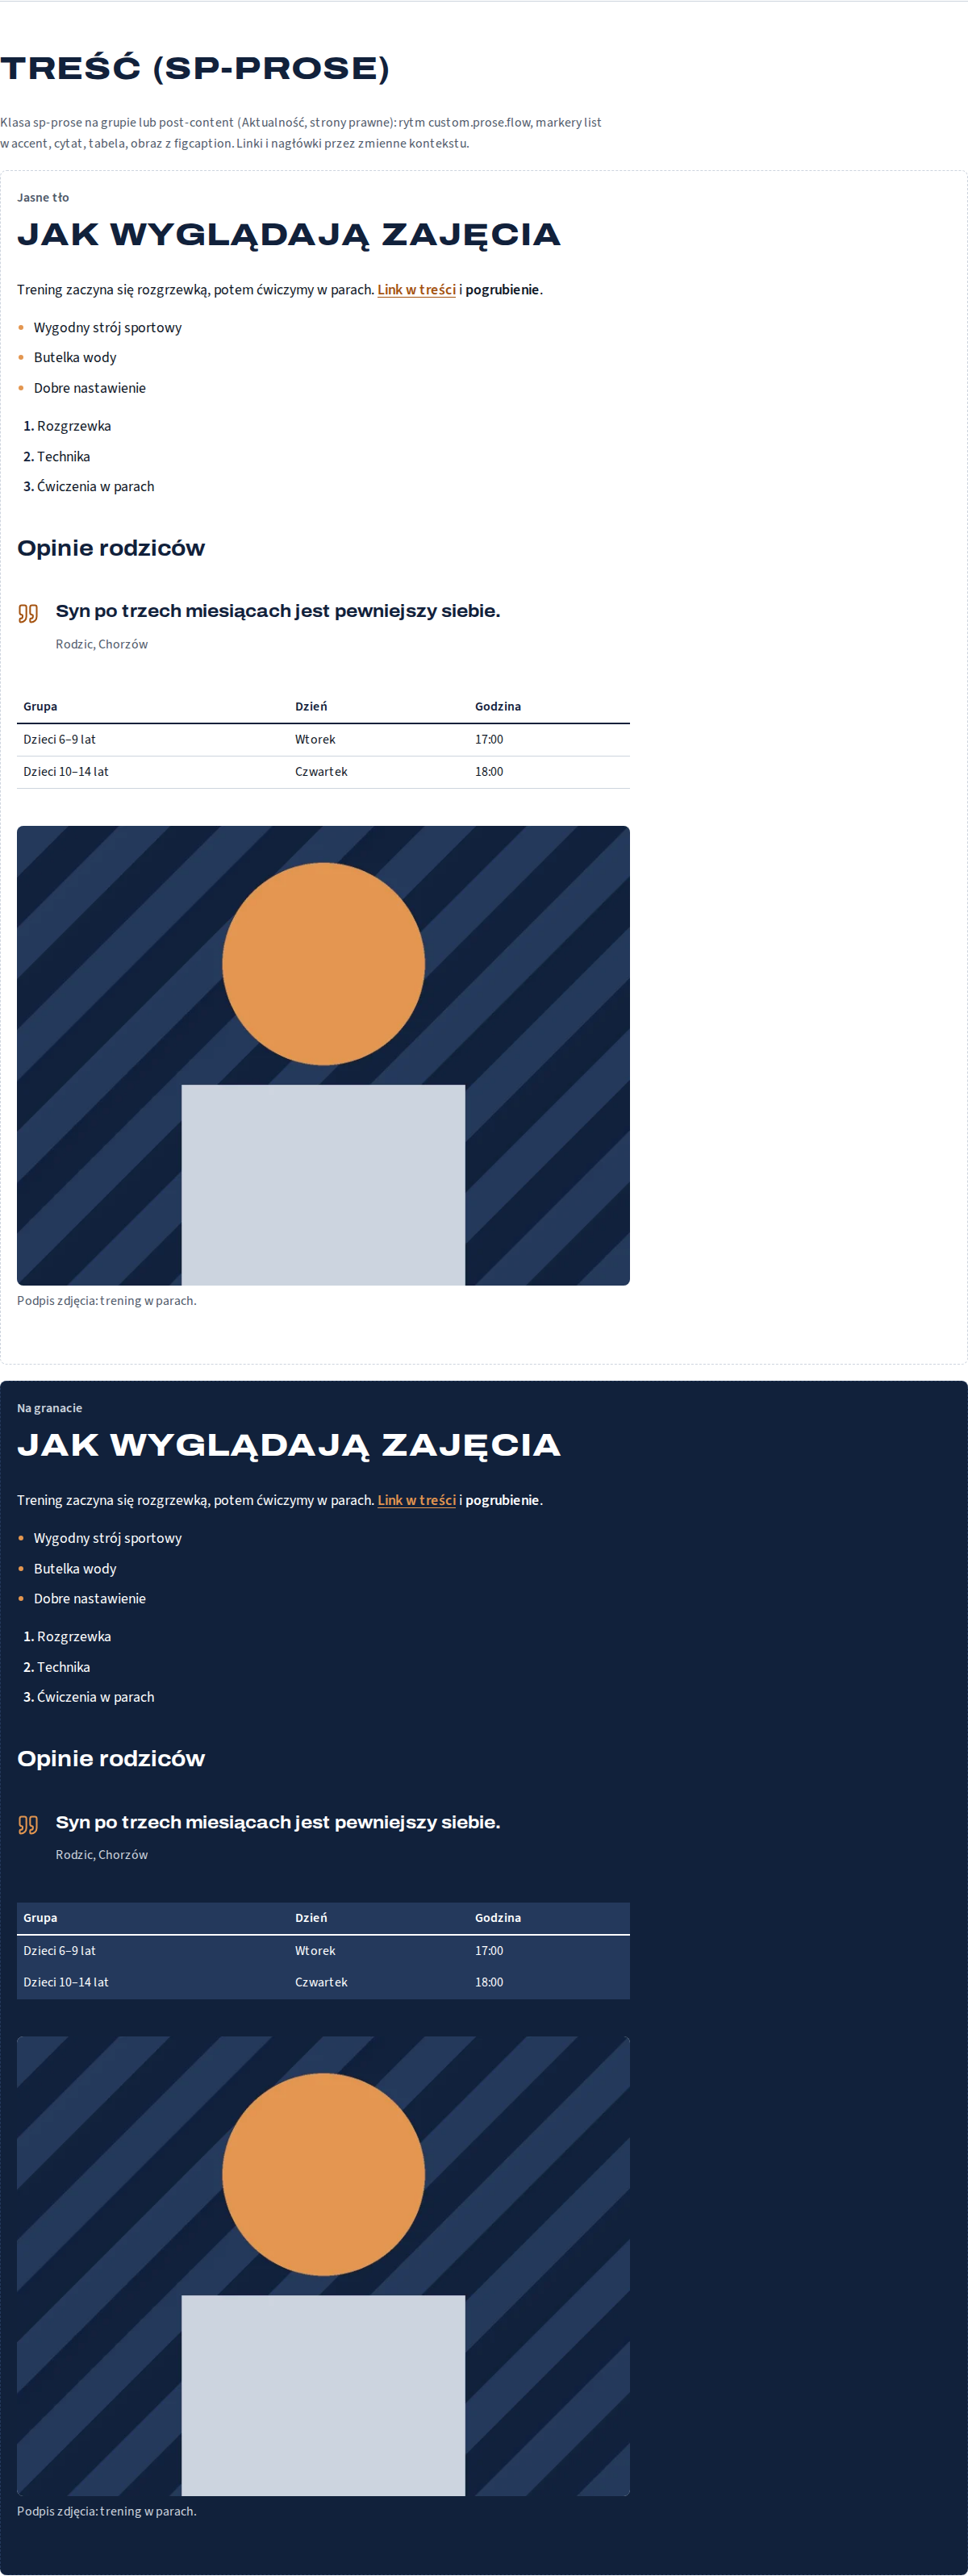 TREŚĆ (SP-PROSE)
Klasa sp-prose na grupie lub post-content (Aktualność, strony prawne): rytm custom.prose.flow, markery list
w accent, cytat, tabela, obraz z figcaption. Linki i nagłówki przez zmienne kontekstu.
Jasne tło
JAK WYGLĄDAJĄ ZAJĘCIA
Trening zaczyna się rozgrzewką, potem ćwiczymy w parach. Link w treści i pogrubienie.
• Wygodny strój sportowy
• Butelka wody
• Dobre nastawienie
1. Rozgrzewka
2. Technika
3. Ćwiczenia w parach
Opinie rodziców
Syn po trzech miesiącach jest pewniejszy siebie.
Rodzic, Chorzów
Grupa Dzień Godzina
Dzieci 6–9 lat Wtorek 17:00
Dzieci 10–14 lat Czwartek 18:00
Podpis zdjęcia: trening w parach.
Na granacie
JAK WYGLĄDAJĄ ZAJĘCIA
Trening zaczyna się rozgrzewką, potem ćwiczymy w parach. Link w treści i pogrubienie.
• Wygodny strój sportowy
• Butelka wody
• Dobre nastawienie
1. Rozgrzewka
2. Technika
3. Ćwiczenia w parach
Opinie rodziców
Syn po trzech miesiącach jest pewniejszy siebie.
Rodzic, Chorzów
Grupa Dzień Godzina
Dzieci 6–9 lat Wtorek 17:00
Dzieci 10–14 lat Czwartek 18:00
Podpis zdjęcia: trening w parach.